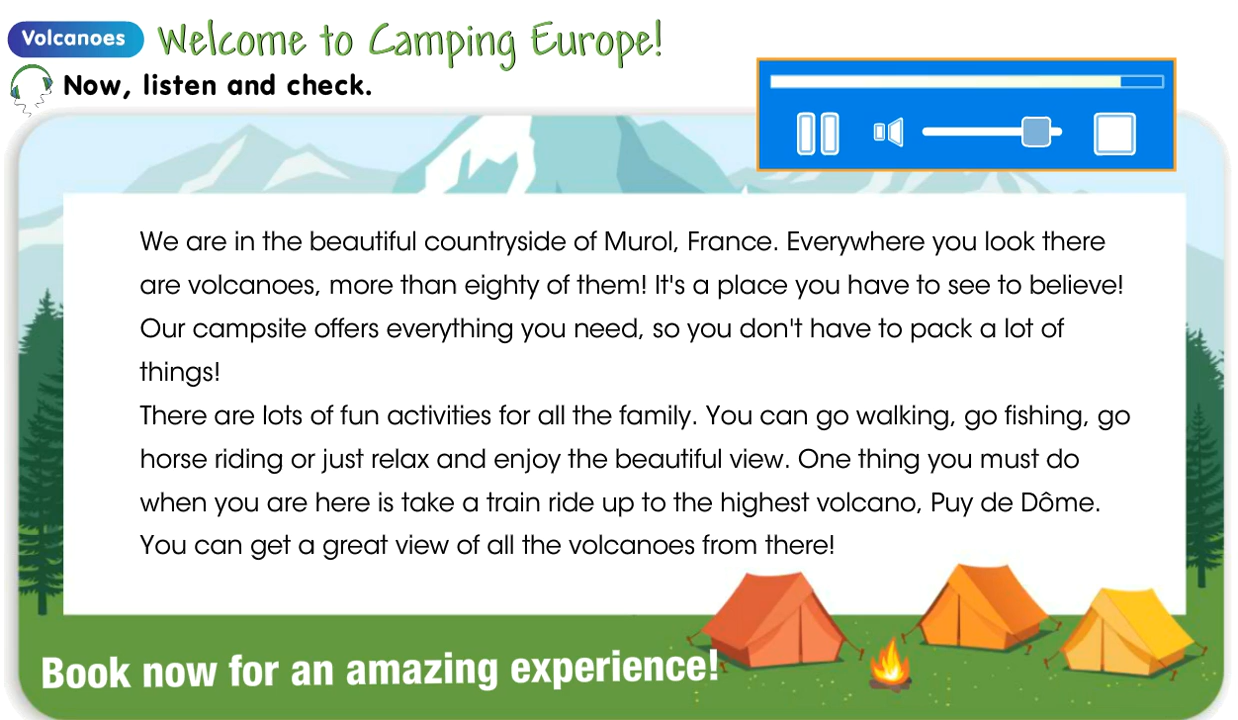 Volcanoes
Welcome to Camping Europe!
Now, listen and check.
We are in the beautiful countryside of Murol, France. Everywhere you look there
are volcanoes, more than eighty of them! It's a place you have to see to believe!
Our campsite offers everything you need, so you don't have to pack a lot of
things!
There are lots of fun activities for all the family. You can go walking, go fishing, go
horse riding or just relax and enjoy the beautiful view. One thing you must do
when you are here is take a train ride up to the highest volcano, Puy de Dôme.
You can get a great view of all the volcanoes from there!
Book now for an amazing experience!